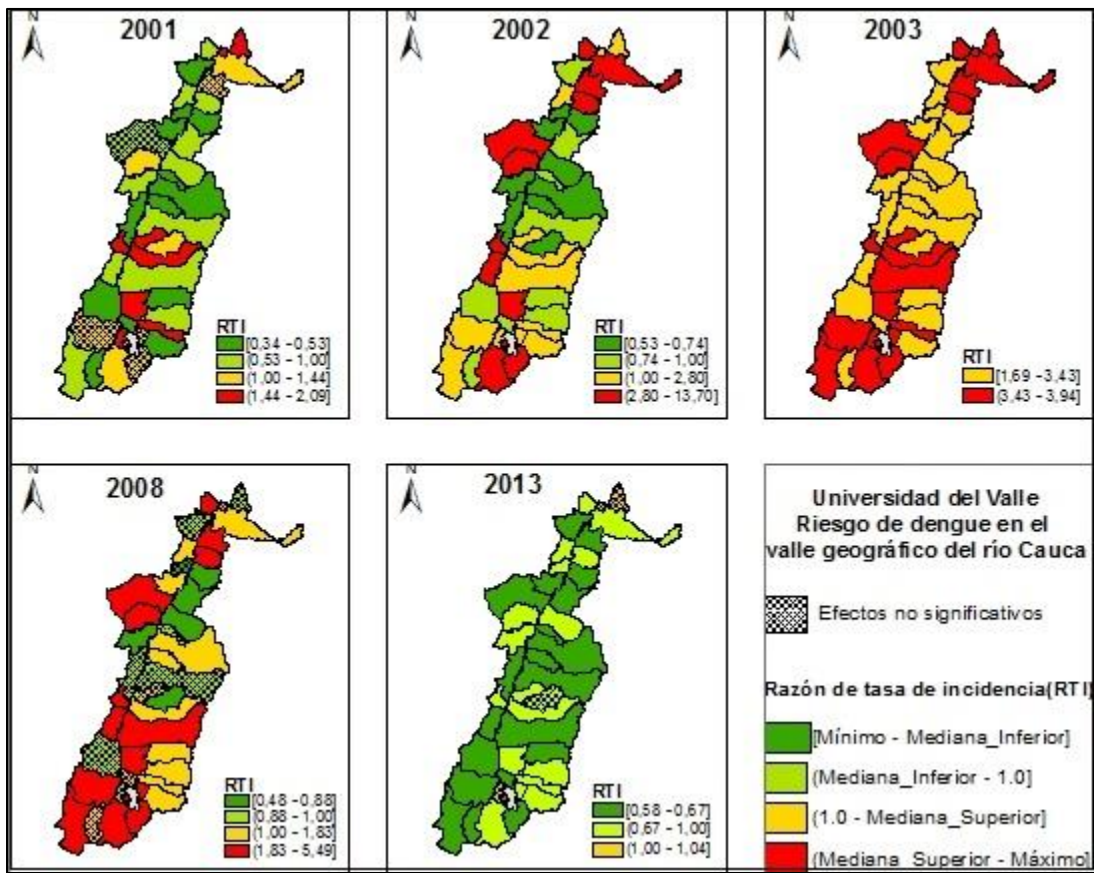 N
2001
RTI
[0,34 -0,53]
(0,53 - 1,00]
(1,00 - 1,44]
(1,44 - 2,09]
N
2002
RTI
[0,53 - 0,74]
(0,74 - 1,00]
(1,00 - 2,80]
(2,80 - 13,70]
N
2003
RTI
[1,69 -3,43]
(3,43 - 3,94]
N
2008
RTI
[0,48 - 0,88]
(0,88 - 1,00]
(1,00 - 1,83]
(1,83 - 5,49]
N
2013
RTI
[0,58 - 0,67]
(0,67 - 1,00]
(1,00 - 1,04]
Universidad del Valle
Riesgo de dengue en el
valle geográfico del río Cauca
Efectos no significativos
Razón de tasa de incidencia(RTI)
[Mínimo - Mediana_Inferior]
(Mediana_Inferior - 1.0]
(1.0 - Mediana_Superior]
(Mediana_Superior - Máximo]